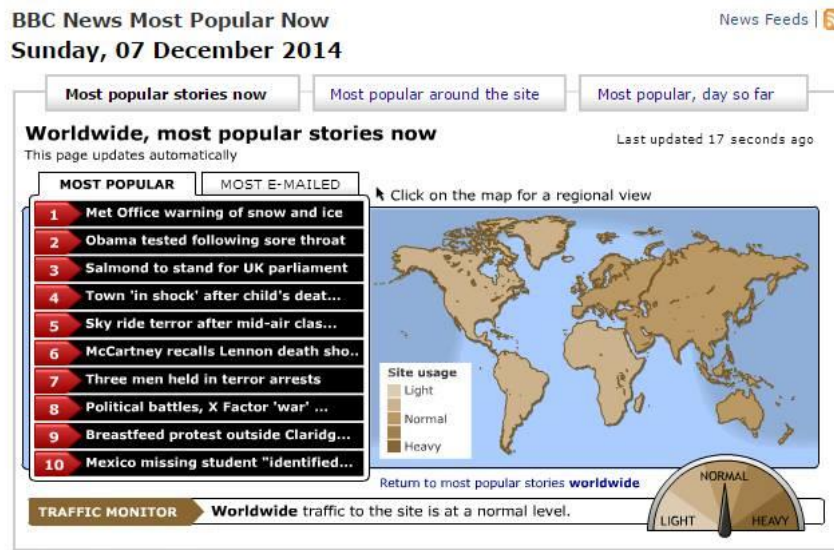 BBC News Most Popular Now
News Feeds |
Sunday, 07 December 2014
Most popular stories now
Most popular around the site
Most popular, day so far
Worldwide, most popular stories now
Last updated 17 seconds ago
This page updates automatically
MOST POPULAR
MOST E-MAILED
Click on the map for a regional view
1 Met Office warning of snow and ice
2 Obama tested following sore throat
3 Salmond to stand for UK parliament
4 Town 'in shock' after child's deat...
5 Sky ride terror after mid-air clas...
6 McCartney recalls Lennon death sho..
7 Three men held in terror arrests
8 Political battles, X Factor 'war' ...
9 Breastfeed protest outside Claridg...
10 Mexico missing student "identified...
Site usage
Light
Normal
Heavy
Return to most popular stories worldwide
TRAFFIC MONITOR
Worldwide traffic to the site is at a normal level.
NORMAL
LIGHT
HEAVY